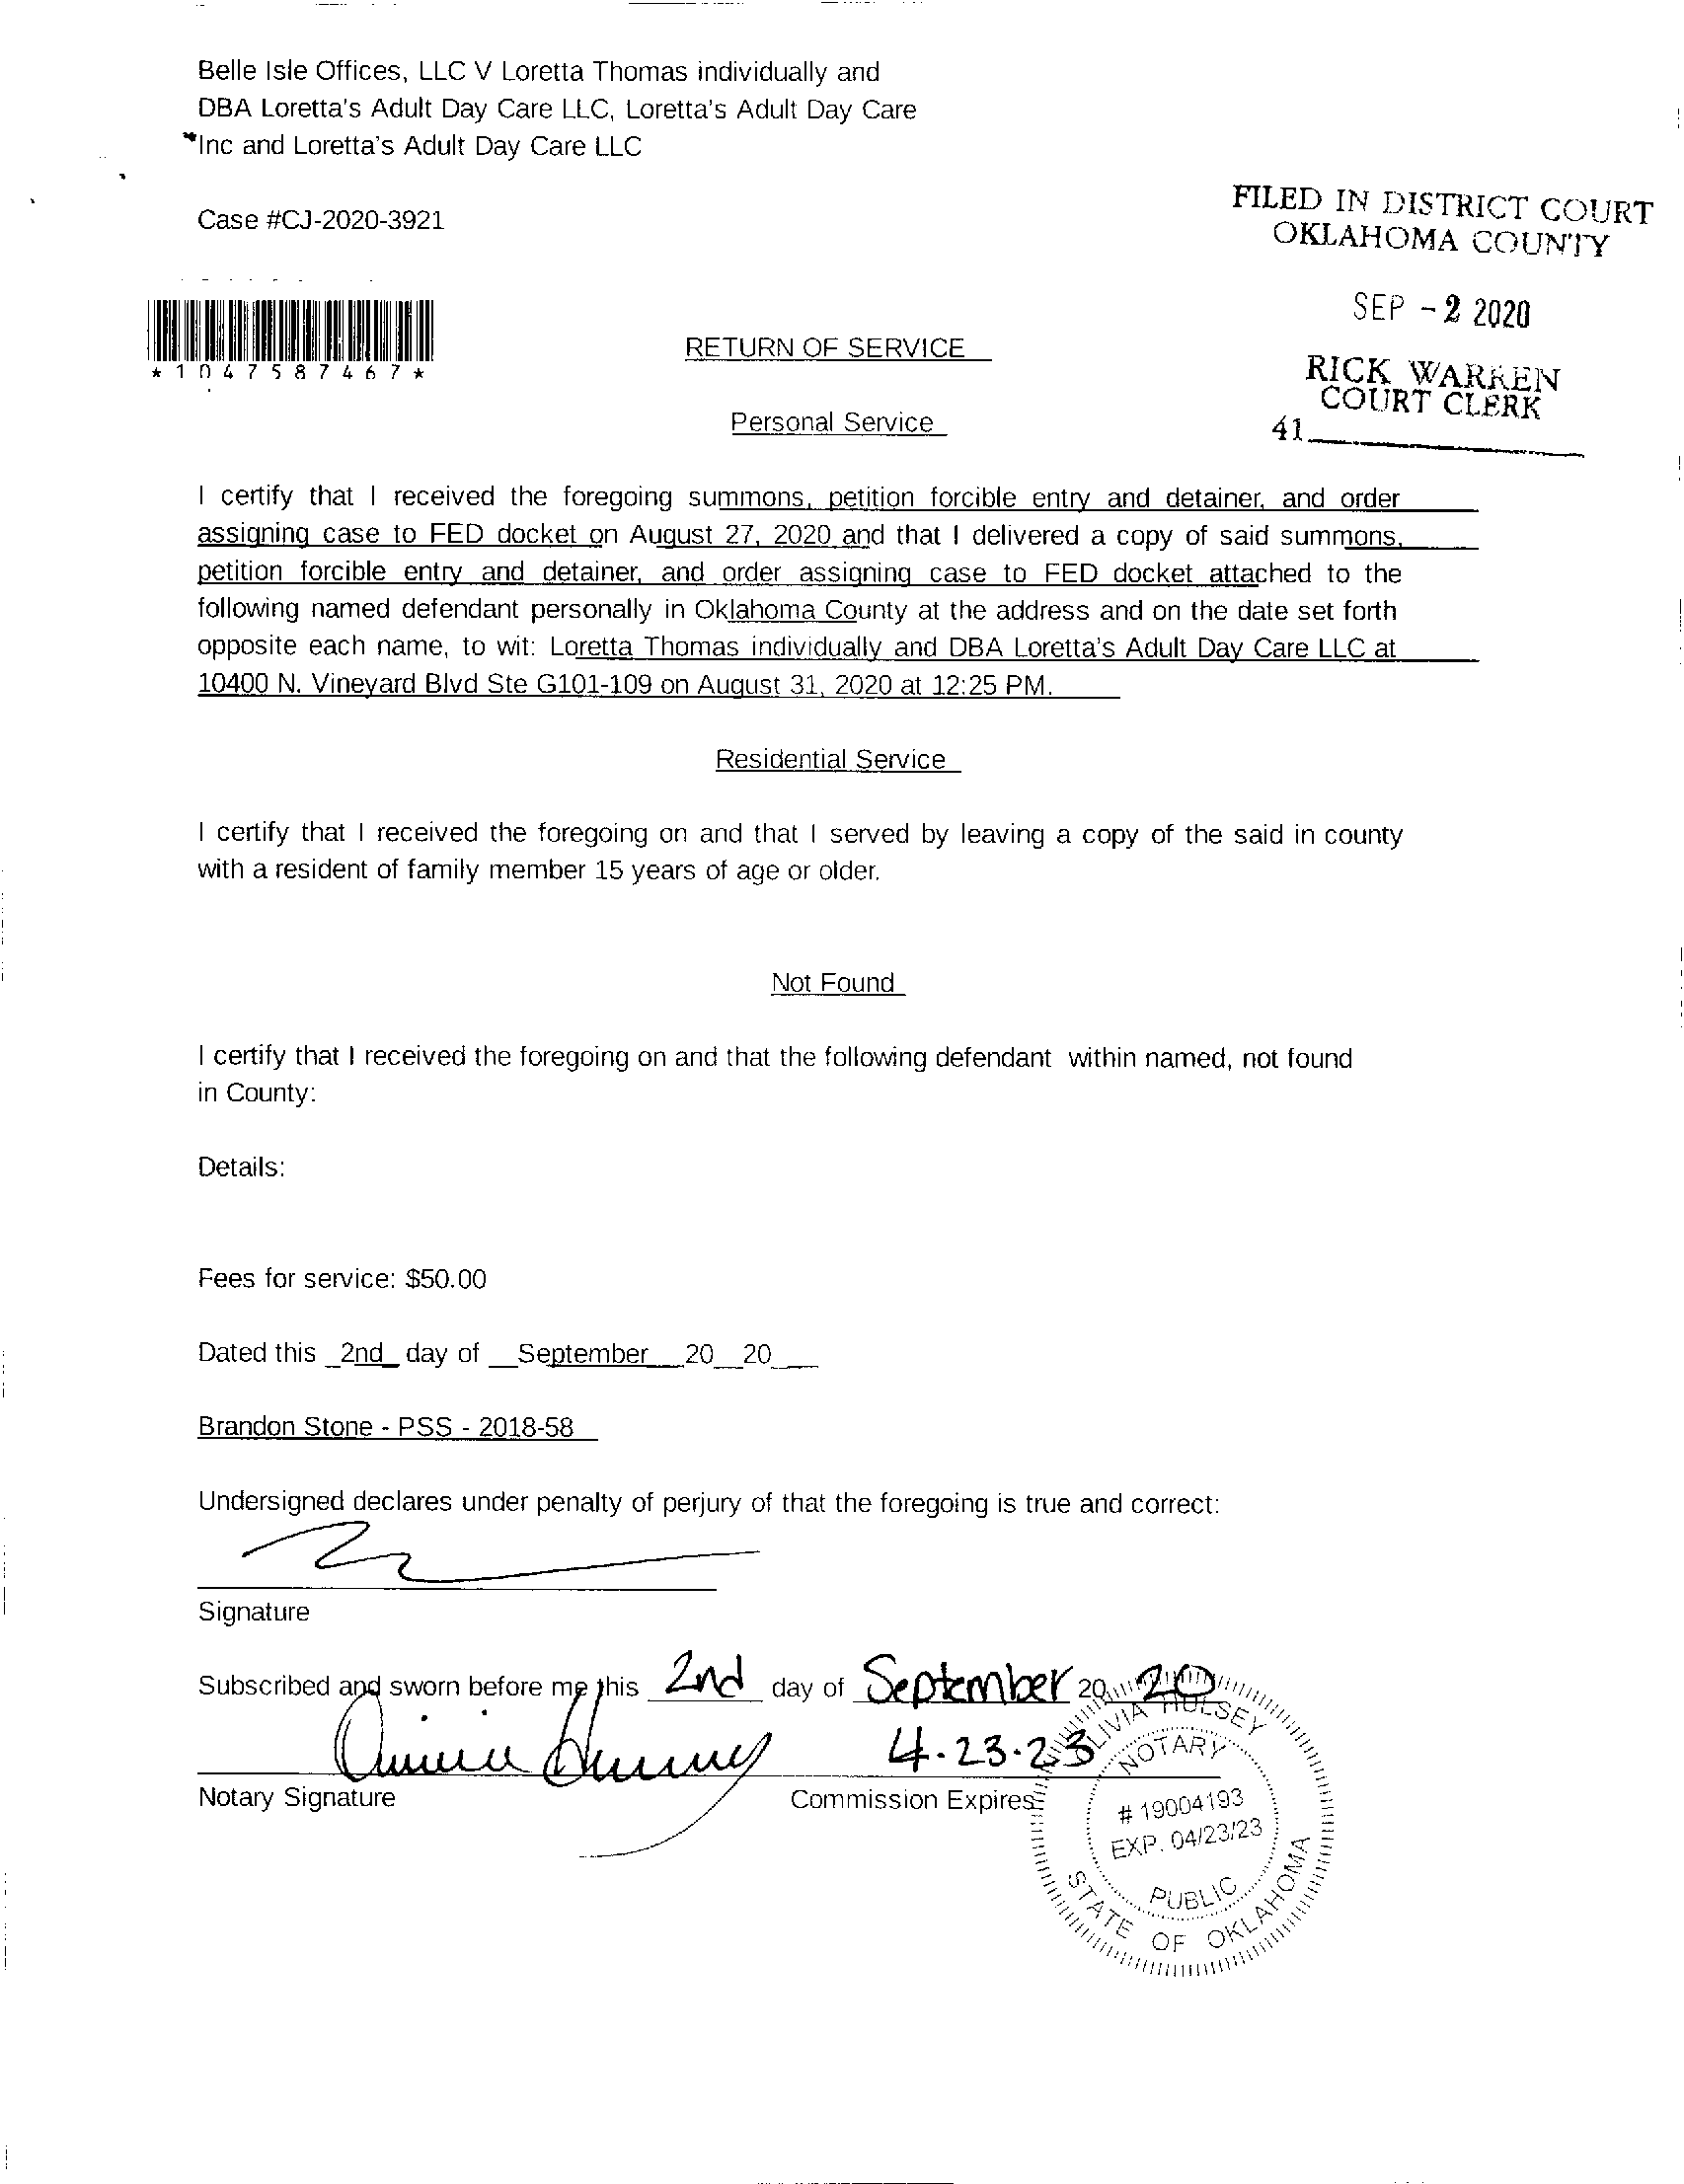 Belle Isle Offices, LLC V Loretta Thomas individually and
DBA Loretta's Adult Day Care LLC, Loretta's Adult Day Care
Inc and Loretta's Adult Day Care LLC
Case #CJ-2020-3921
FILED IN DISTRICT COURT
OKLAHOMA COUNTY
SEP - 2 2020
RICK WARREN
COURT CLERK
41
* 1 0 4 7 5 8 7 4 6 7 *
RETURN OF SERVICE
Personal Service
I certify that I received the foregoing summons, petition forcible entry and detainer, and order
assigning case to FED docket on August 27, 2020 and that I delivered a copy of said summons,
petition forcible entry and detainer, and order assigning case to FED docket attached to the
following named defendant personally in Oklahoma County at the address and on the date set forth
opposite each name, to wit: Loretta Thomas individually and DBA Loretta's Adult Day Care LLC at
10400 N. Vineyard Blvd Ste G101-109 on August 31, 2020 at 12:25 PM.
Residential Service
I certify that I received the foregoing on and that I served by leaving a copy of the said in county
with a resident of family member 15 years of age or older.
Not Found
I certify that I received the foregoing on and that the following defendant within named, not found
in County:
Details:
Fees for service: $50.00
Dated this _2nd_ day of __September__20__20___
Brandon Stone - PSS - 2018-58
Undersigned declares under penalty of perjury of that the foregoing is true and correct:
Signature
Subscribed and sworn before me this 2nd day of September 20 20
4.23.23
Notary Signature
Commission Expires
OLIVIA HULSEY
NOTARY
# 19004193
EXP. 04/23/23
PUBLIC
STATE OF OKLAHOMA